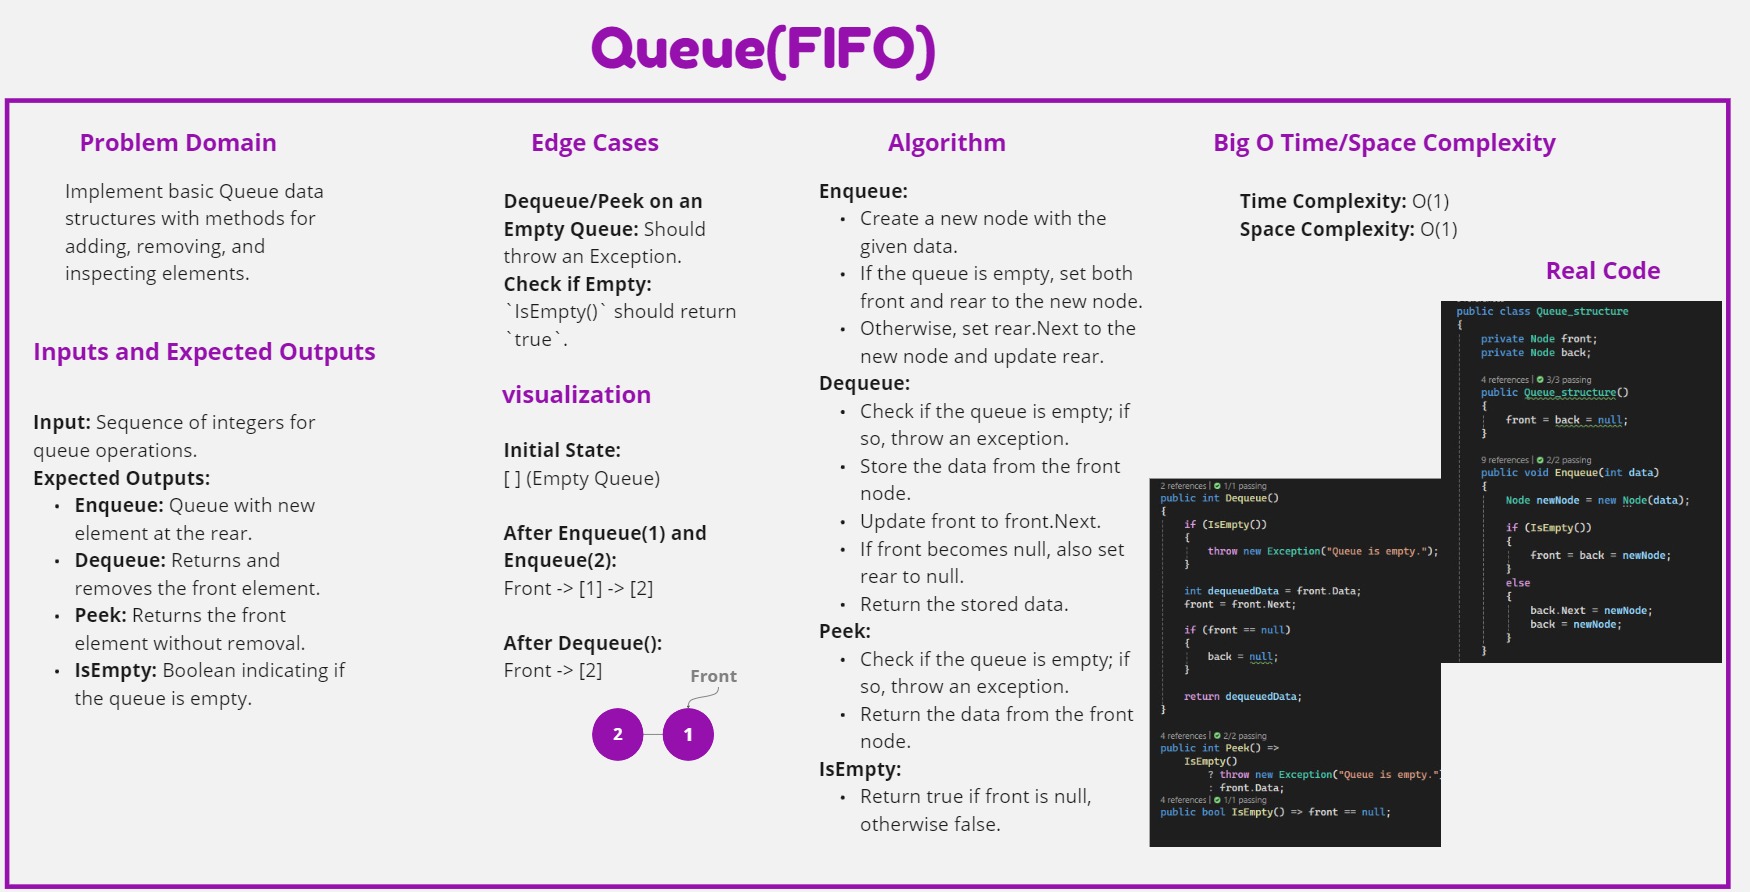 Queue(FIFO)
Problem Domain
Implement basic Queue data
structures with methods for
adding, removing, and
inspecting elements.
Inputs and Expected Outputs
Input: Sequence of integers for
queue operations.
Expected Outputs:
• Enqueue: Queue with new
element at the rear.
• Dequeue: Returns and
removes the front element.
• Peek: Returns the front
element without removal.
• IsEmpty: Boolean indicating if
the queue is empty.
Edge Cases
Dequeue/Peek on an
Empty Queue: Should
throw an Exception.
Check if Empty:
`IsEmpty()` should return
`true`.
visualization
Initial State:
[ ] (Empty Queue)
After Enqueue(1) and
Enqueue(2):
Front -> [1] -> [2]
After Dequeue():
Front -> [2]
Front
2
1
Algorithm
Enqueue:
• Create a new node with the
given data.
• If the queue is empty, set both
front and rear to the new node.
• Otherwise, set rear.Next to the
new node and update rear.
Dequeue:
• Check if the queue is empty; if
so, throw an exception.
• Store the data from the front
node.
• Update front to front.Next.
• If front becomes null, also set
rear to null.
• Return the stored data.
Peek:
• Check if the queue is empty; if
so, throw an exception.
• Return the data from the front
node.
IsEmpty:
• Return true if front is null,
otherwise false.
Big O Time/Space Complexity
Time Complexity: O(1)
Space Complexity: O(1)
Real Code
public class Queue_structure
{
private Node front;
private Node back;
4 references | 3/3 passing
public Queue_structure()
{
front = back = null;
}
9 references | 2/2 passing
public void Enqueue(int data)
{
Node newNode = new Node(data);
if (IsEmpty())
{
front = back = newNode;
}
else
{
back.Next = newNode;
back = newNode;
}
}
2 references | 1/1 passing
public int Dequeue()
{
if (IsEmpty())
{
throw new Exception("Queue is empty.");
}
int dequeuedData = front.Data;
front = front.Next;
if (front == null)
{
back = null;
}
return dequeuedData;
}
4 references | 2/2 passing
public int Peek() =>
IsEmpty()
? throw new Exception("Queue is empty."
: front.Data;
4 references | 1/1 passing
public bool IsEmpty() => front == null;